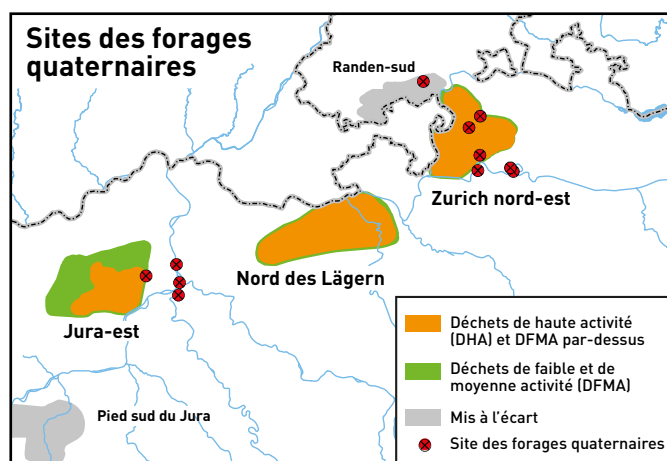 Sites des forages
quaternaires
Randen-sud
Zurich nord-est
Nord des Lägern
Jura-est
Pied sud du Jura
Déchets de haute activité
(DHA) et DFMA par-dessus
Déchets de faible et de
moyenne activité (DFMA)
Mis à l’écart
Site des forages quaternaires